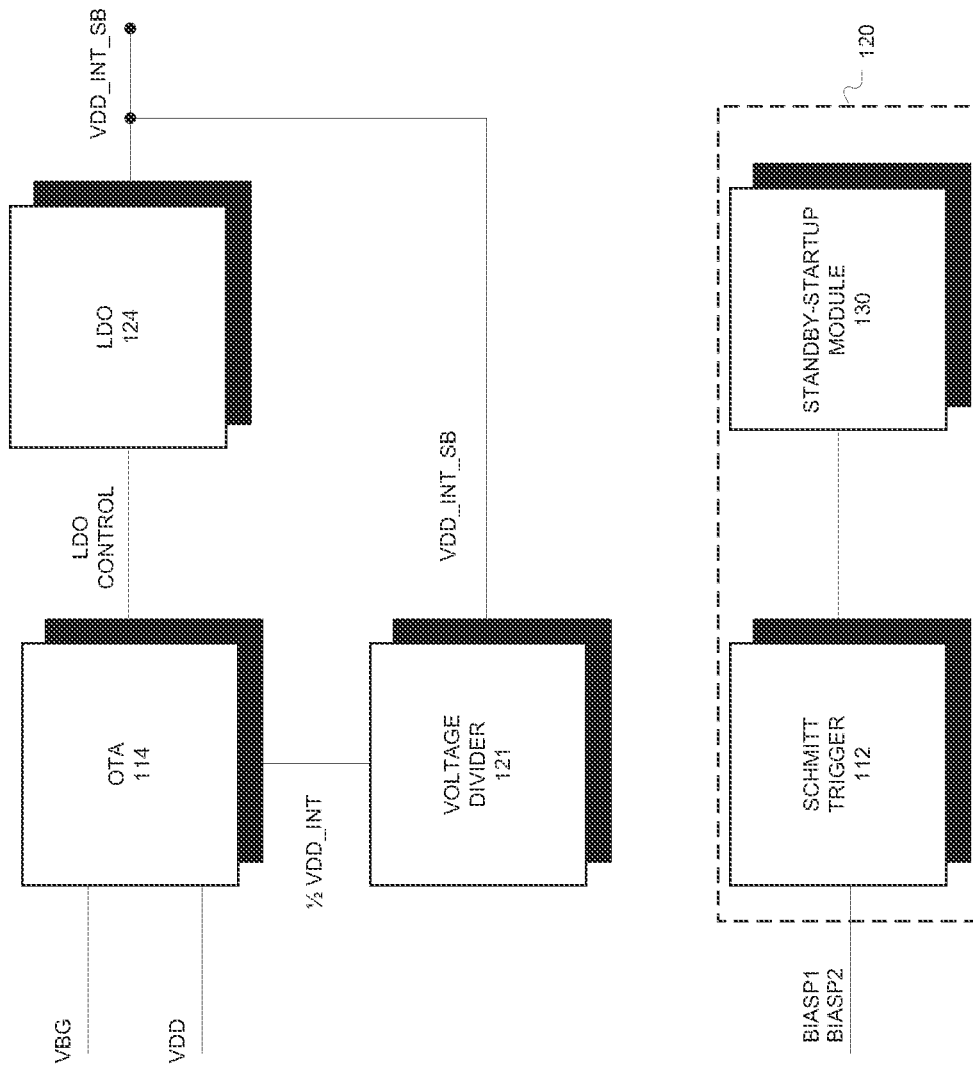 VBG
VDD
OTA
114
LDO
CONTROL
LDO
124
VDD_INT_SB
½ VDD_INT
VOLTAGE
DIVIDER
121
VDD_INT_SB
BIASP1
BIASP2
SCHMITT
TRIGGER
112
STANDBY-STARTUP
MODULE
130
120